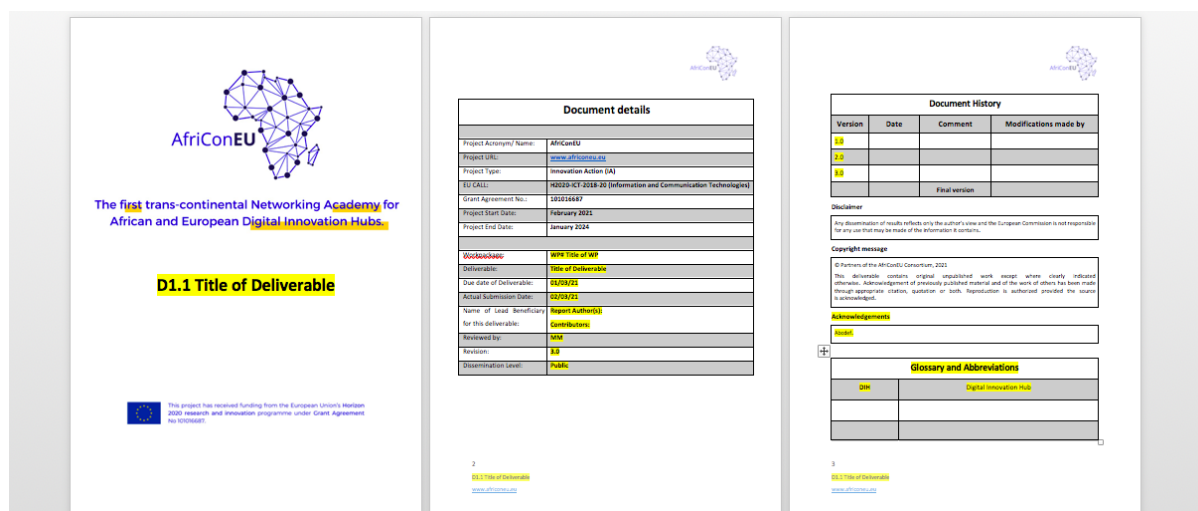 AfriConEU
The first trans-continental Networking Academy for
African and European Digital Innovation Hubs.
D1.1 Title of Deliverable
This project has received funding from the European Union's Horizon
2020 research and innovation programme under Grant Agreement
No 101016687.
AfriConEU
Document details
Project Acronym/ Name: AfriConEU
Project URL: www.africoneu.eu
Project Type: Innovation Action (IA)
EU CALL: H2020-ICT-2018-20 (Information and Communication Technologies)
Grant Agreement No.: 101016687
Project Start Date: February 2021
Project End Date: January 2024
Workpackage: WP# Title of WP
Deliverable: Title of Deliverable
Due date of Deliverable: 01/03/21
Actual Submission Date: 02/03/21
Name of Lead Beneficiary Report Author(s):
for this deliverable: Contributors:
Reviewed by: MM
Revision: 3.0
Dissemination Level: Public
2
D1.1 Title of Deliverable
www.africoneu.eu
AfriConEU
Document History
Version Date Comment Modifications made by
1.0
2.0
3.0
Final version
Disclaimer
Any dissemination of results reflects only the author's view and the European Commission is not responsible
for any use that may be made of the information it contains.
Copyright message
© Partners of the AfriConEU Consortium, 2021
This deliverable contains original unpublished work except where clearly indicated
otherwise. Acknowledgement of previously published material and of the work of others has been made
through appropriate citation, quotation or both. Reproduction is authorized provided the source
is acknowledged.
Acknowledgements
Glossary and Abbreviations
DIH Digital Innovation Hub
3
D1.1 Title of Deliverable
www.africoneu.eu